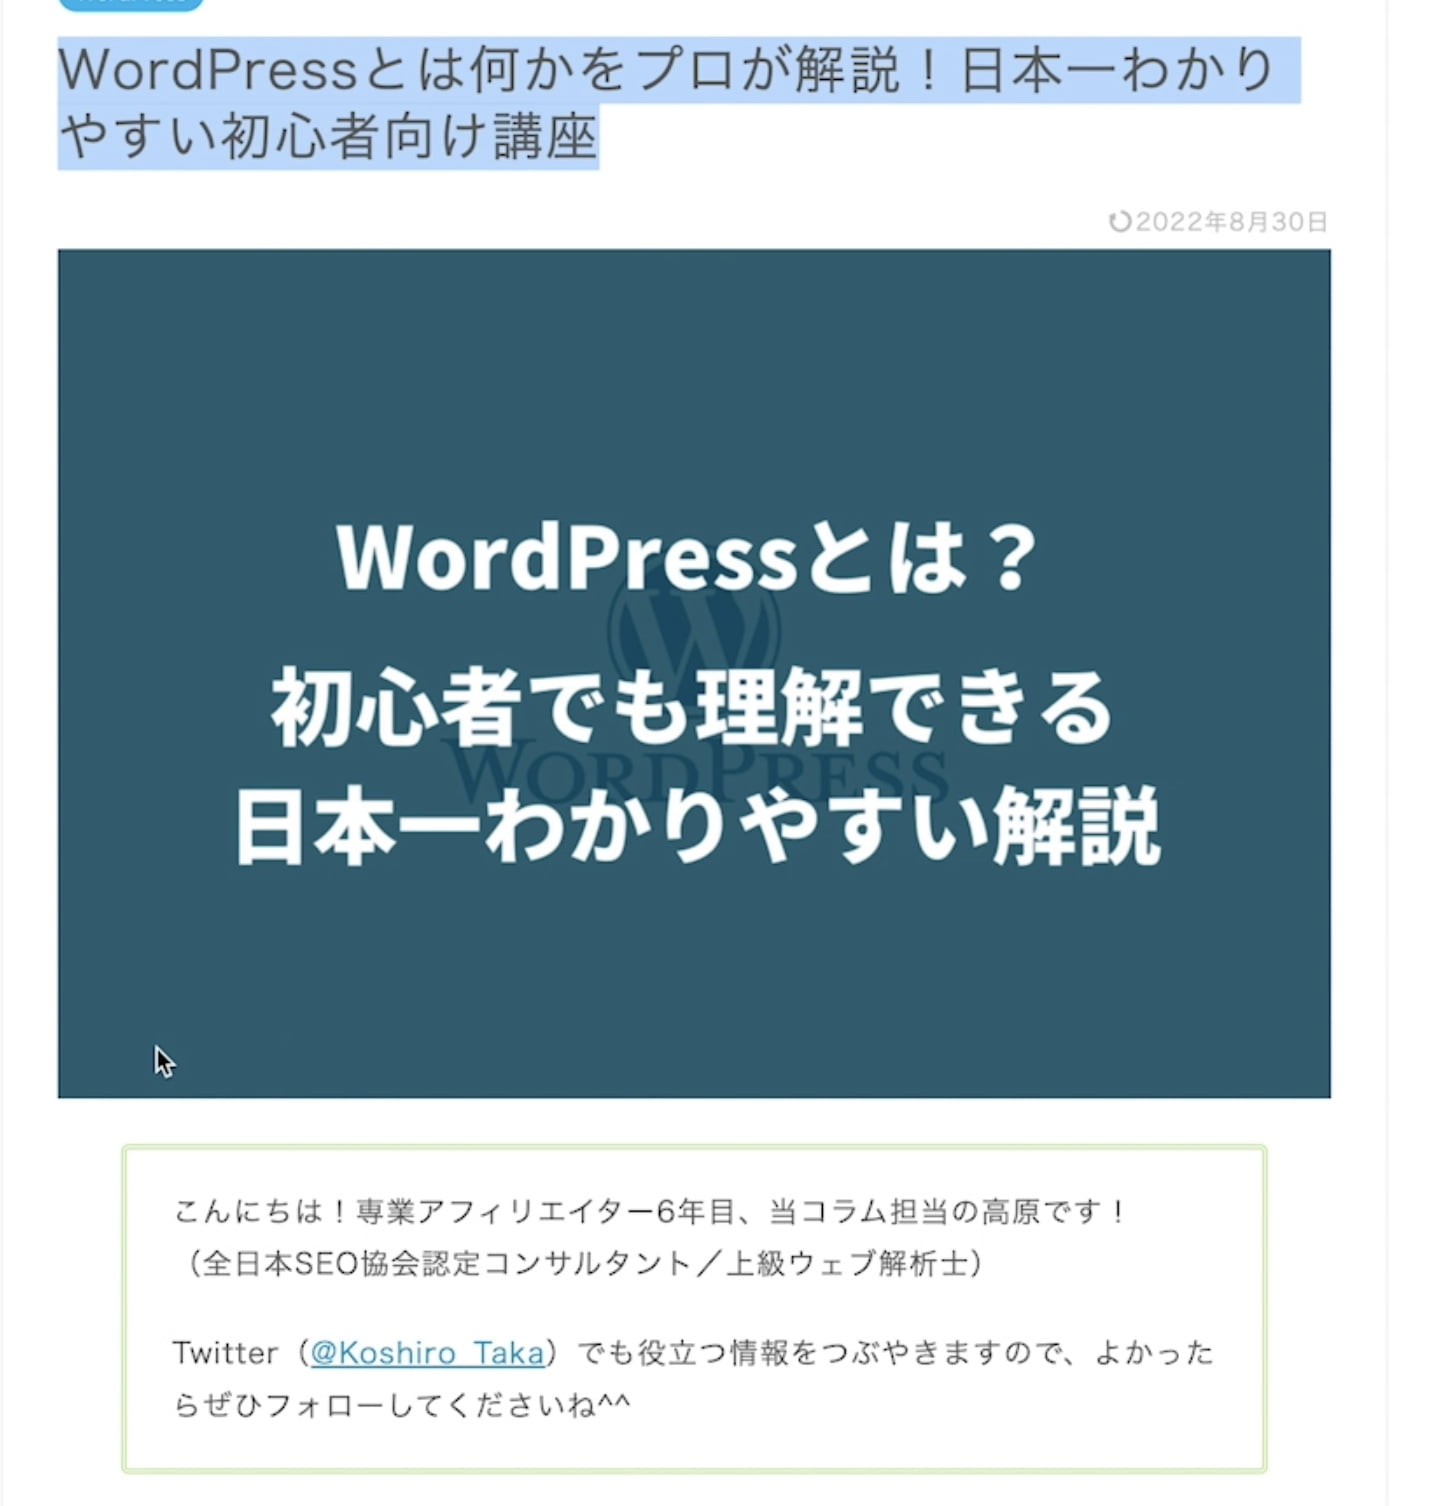 WordPressとは何かをプロが解説！日本一わかり
やすい初心者向け講座
2022年8月30日
WordPressとは？
初心者でも理解できる
WORDPRESS
日本一わかりやすい解説
こんにちは！専業アフィリエイター6年目、当コラム担当の高原です！
（全日本SEO協会認定コンサルタント／上級ウェブ解析士）
Twitter（@Koshiro_Taka）でも役立つ情報をつぶやきますので、よかった
らぜひフォローしてくださいね^^